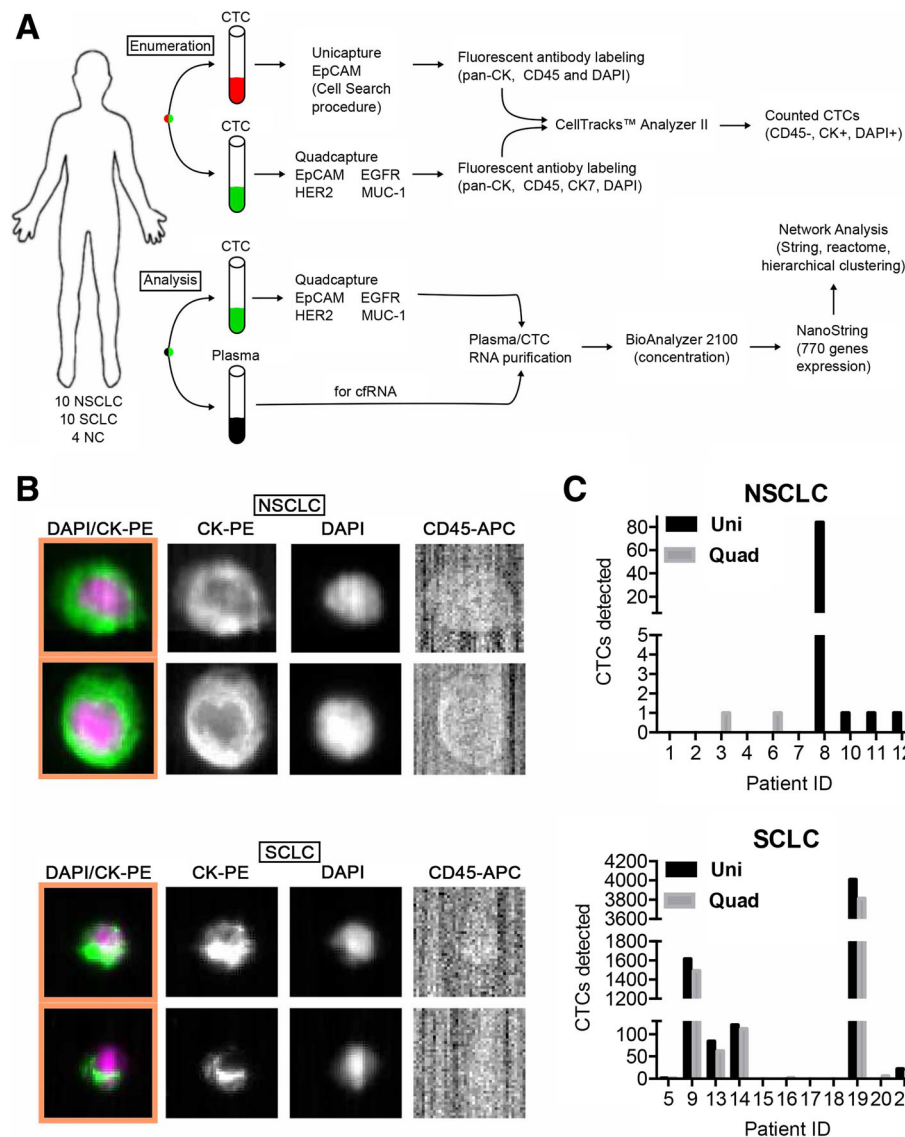 A
Enumeration
CTC
Unicapture
EpCAM
(Cell Search
procedure)
Fluorescent antibody labeling
(pan-CK, CD45 and DAPI)
CTC
Quadcapture
EpCAM EGFR
HER2 MUC-1
Fluorescent antioby labeling
(pan-CK, CD45, CK7, DAPI)
CellTracks™ Analyzer II
Counted CTCs
(CD45-, CK+, DAPI+)
Analysis
CTC
Quadcapture
EpCAM EGFR
HER2 MUC-1
Plasma
for cfRNA
Plasma/CTC
RNA purification
BioAnalyzer 2100
(concentration)
NanoString
(770 genes
expression)
Network Analysis
(String, reactome,
hierarchical clustering)
10 NSCLC
10 SCLC
4 NC
B
NSCLC
DAPI/CK-PE CK-PE DAPI CD45-APC
SCLC
DAPI/CK-PE CK-PE DAPI CD45-APC
C
NSCLC
Uni
Quad
CTCs detected
80
60
40
20
5
4
3
2
1
0
1 2 3 6 7 8 10 11 12
Patient ID
SCLC
Uni
Quad
CTCs detected
4200
4000
3800
3600
1800
1600
1400
1200
100
50
0
5 9 13 14 15 16 17 18 19 20
Patient ID